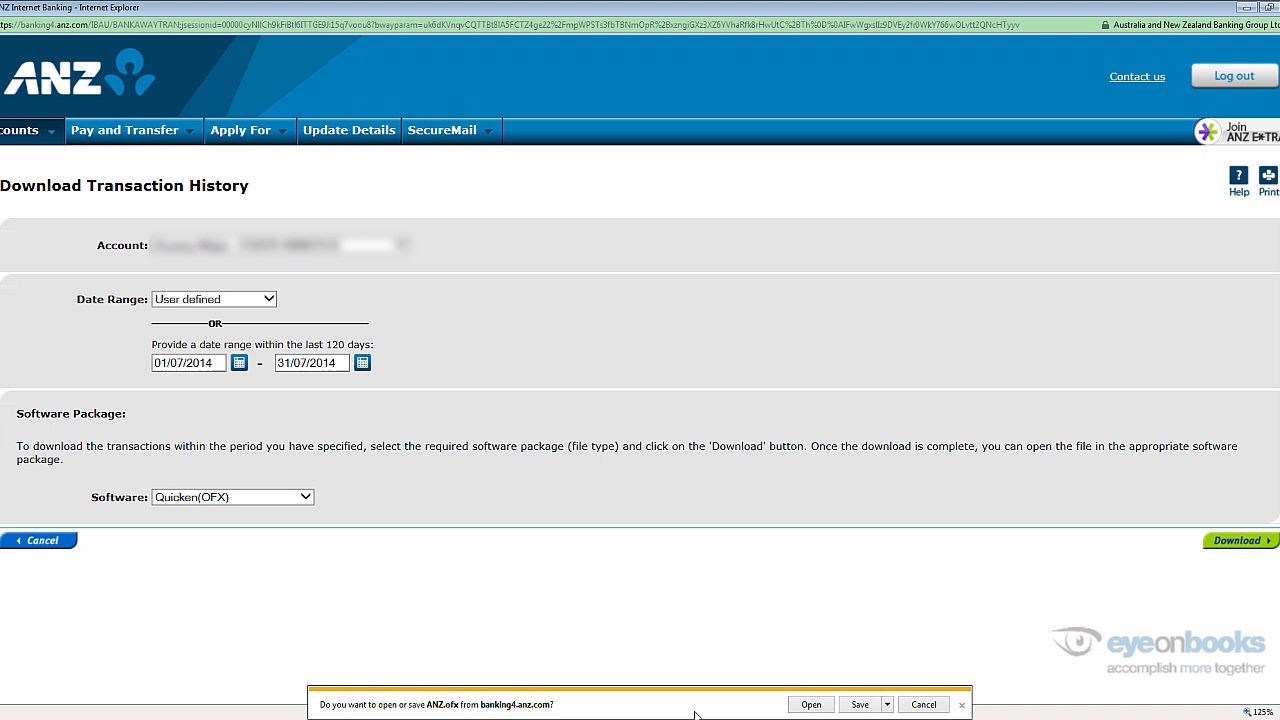 NZ Internet Banking - Internet Explorer
Australia and New Zealand Banking Group Ltd
ANZ
Contact us
Log out
counts
Pay and Transfer
Apply For
Update Details
SecureMail
Join
ANZ E*TRA
Download Transaction History
?
Help
Print
Account:
Date Range:
User defined
OR
Provide a date range within the last 120 days:
01/07/2014
-
31/07/2014
Software Package:
To download the transactions within the period you have specified, select the required software package (file type) and click on the 'Download' button. Once the download is complete, you can open the file in the appropriate software
package.
Software:
Quicken(OFX)
Cancel
Download
eyeonbooks
accomplish more together
Do you want to open or save ANZ.ofx from banking4.anz.com?
Open
Save
Cancel
125%